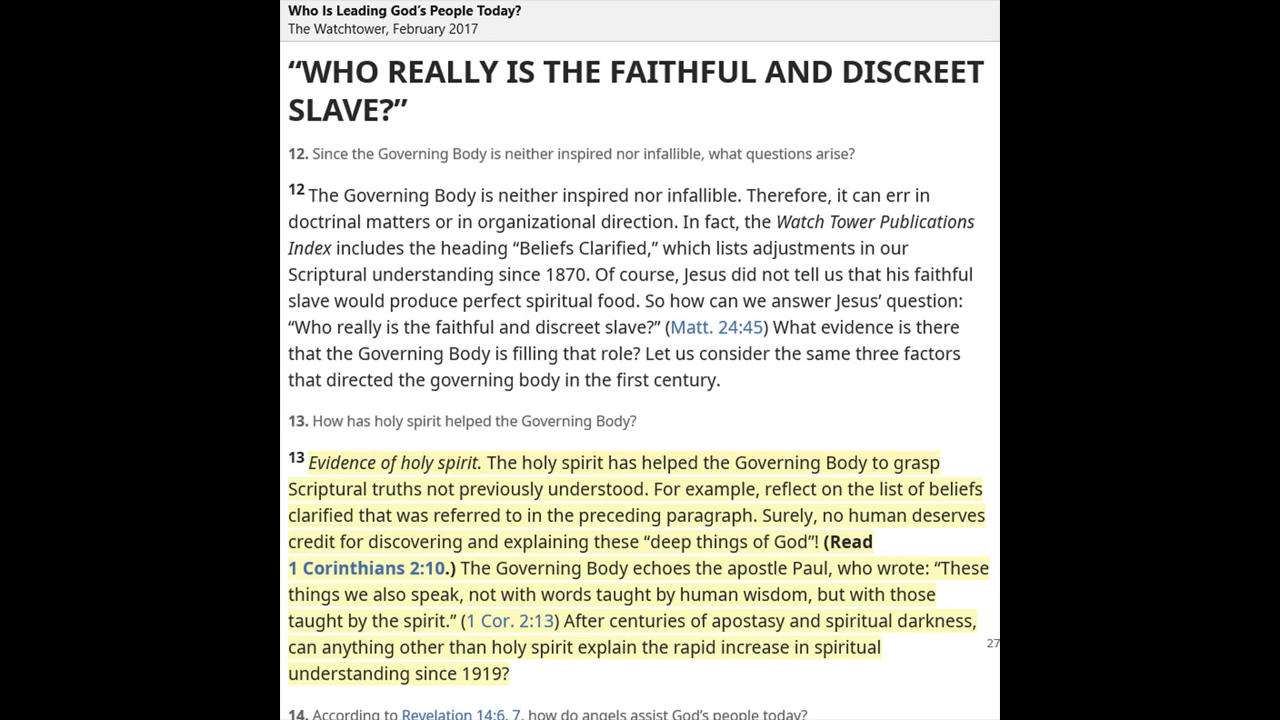 Who Is Leading God's People Today?
The Watchtower, February 2017
“WHO REALLY IS THE FAITHFUL AND DISCREET
SLAVE?”
12. Since the Governing Body is neither inspired nor infallible, what questions arise?
12 The Governing Body is neither inspired nor infallible. Therefore, it can err in
doctrinal matters or in organizational direction. In fact, the Watch Tower Publications
Index includes the heading “Beliefs Clarified,” which lists adjustments in our
Scriptural understanding since 1870. Of course, Jesus did not tell us that his faithful
slave would produce perfect spiritual food. So how can we answer Jesus’ question:
“Who really is the faithful and discreet slave?” (Matt. 24:45) What evidence is there
that the Governing Body is filling that role? Let us consider the same three factors
that directed the governing body in the first century.
13. How has holy spirit helped the Governing Body?
13 Evidence of holy spirit. The holy spirit has helped the Governing Body to grasp
Scriptural truths not previously understood. For example, reflect on the list of beliefs
clarified that was referred to in the preceding paragraph. Surely, no human deserves
credit for discovering and explaining these “deep things of God”! (Read
1 Corinthians 2:10.) The Governing Body echoes the apostle Paul, who wrote: “These
things we also speak, not with words taught by human wisdom, but with those
taught by the spirit.” (1 Cor. 2:13) After centuries of apostasy and spiritual darkness,
can anything other than holy spirit explain the rapid increase in spiritual
27
understanding since 1919?
14. According to Revelation 14:6, 7, how do angels assist God’s people today?